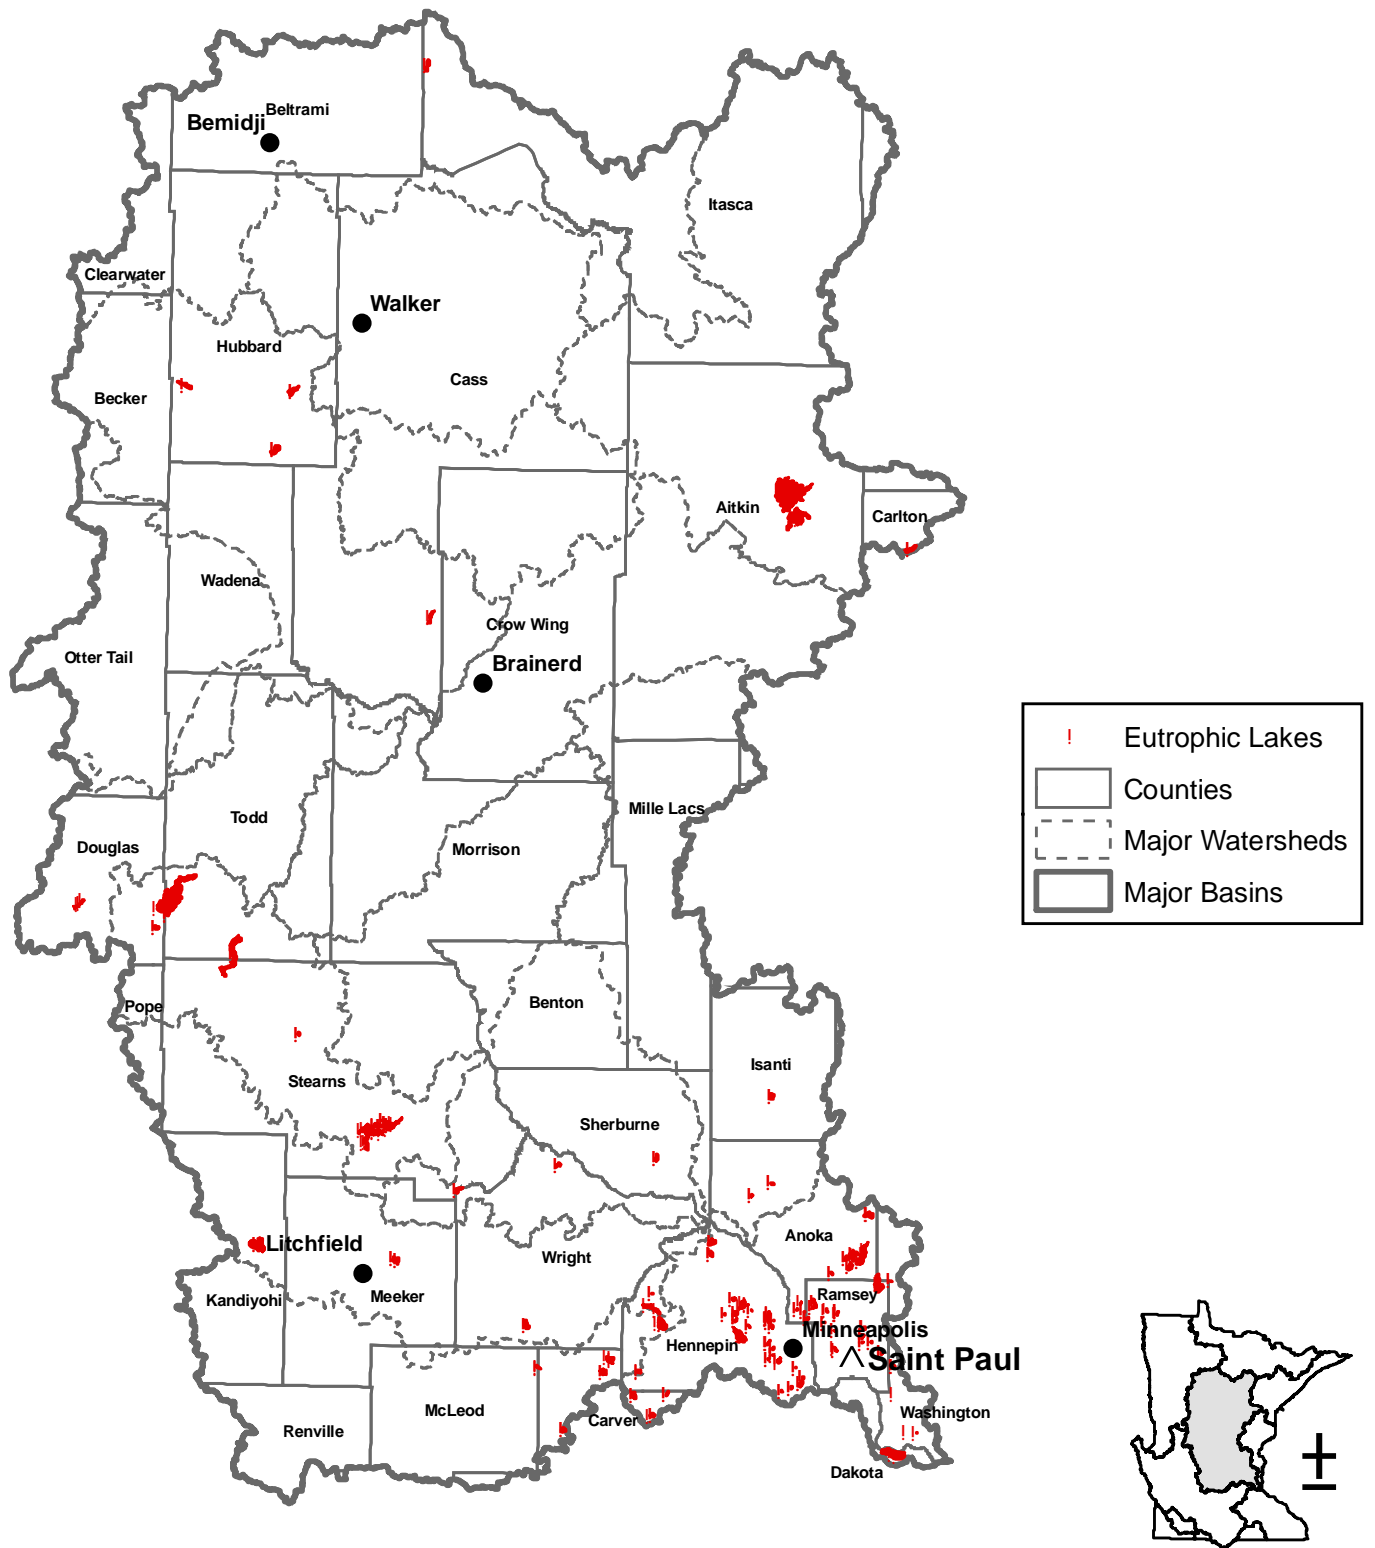 Beltrami
Bemidji
Itasca
Clearwater
Walker
Hubbard
Cass
Becker
Aitkin
Carlton
Wadena
Crow Wing
Otter Tail
Brainerd
Eutrophic Lakes
Counties
Major Watersheds
Major Basins
Mille Lacs
Todd
Douglas
Morrison
Benton
Pope
Isanti
Stearns
Sherburne
Anoka
Litchfield
Wright
Kandiyohi
Meeker
Ramsey
Minneapolis
Hennepin
Saint Paul
McLeod
Carver
Washington
Renville
Dakota